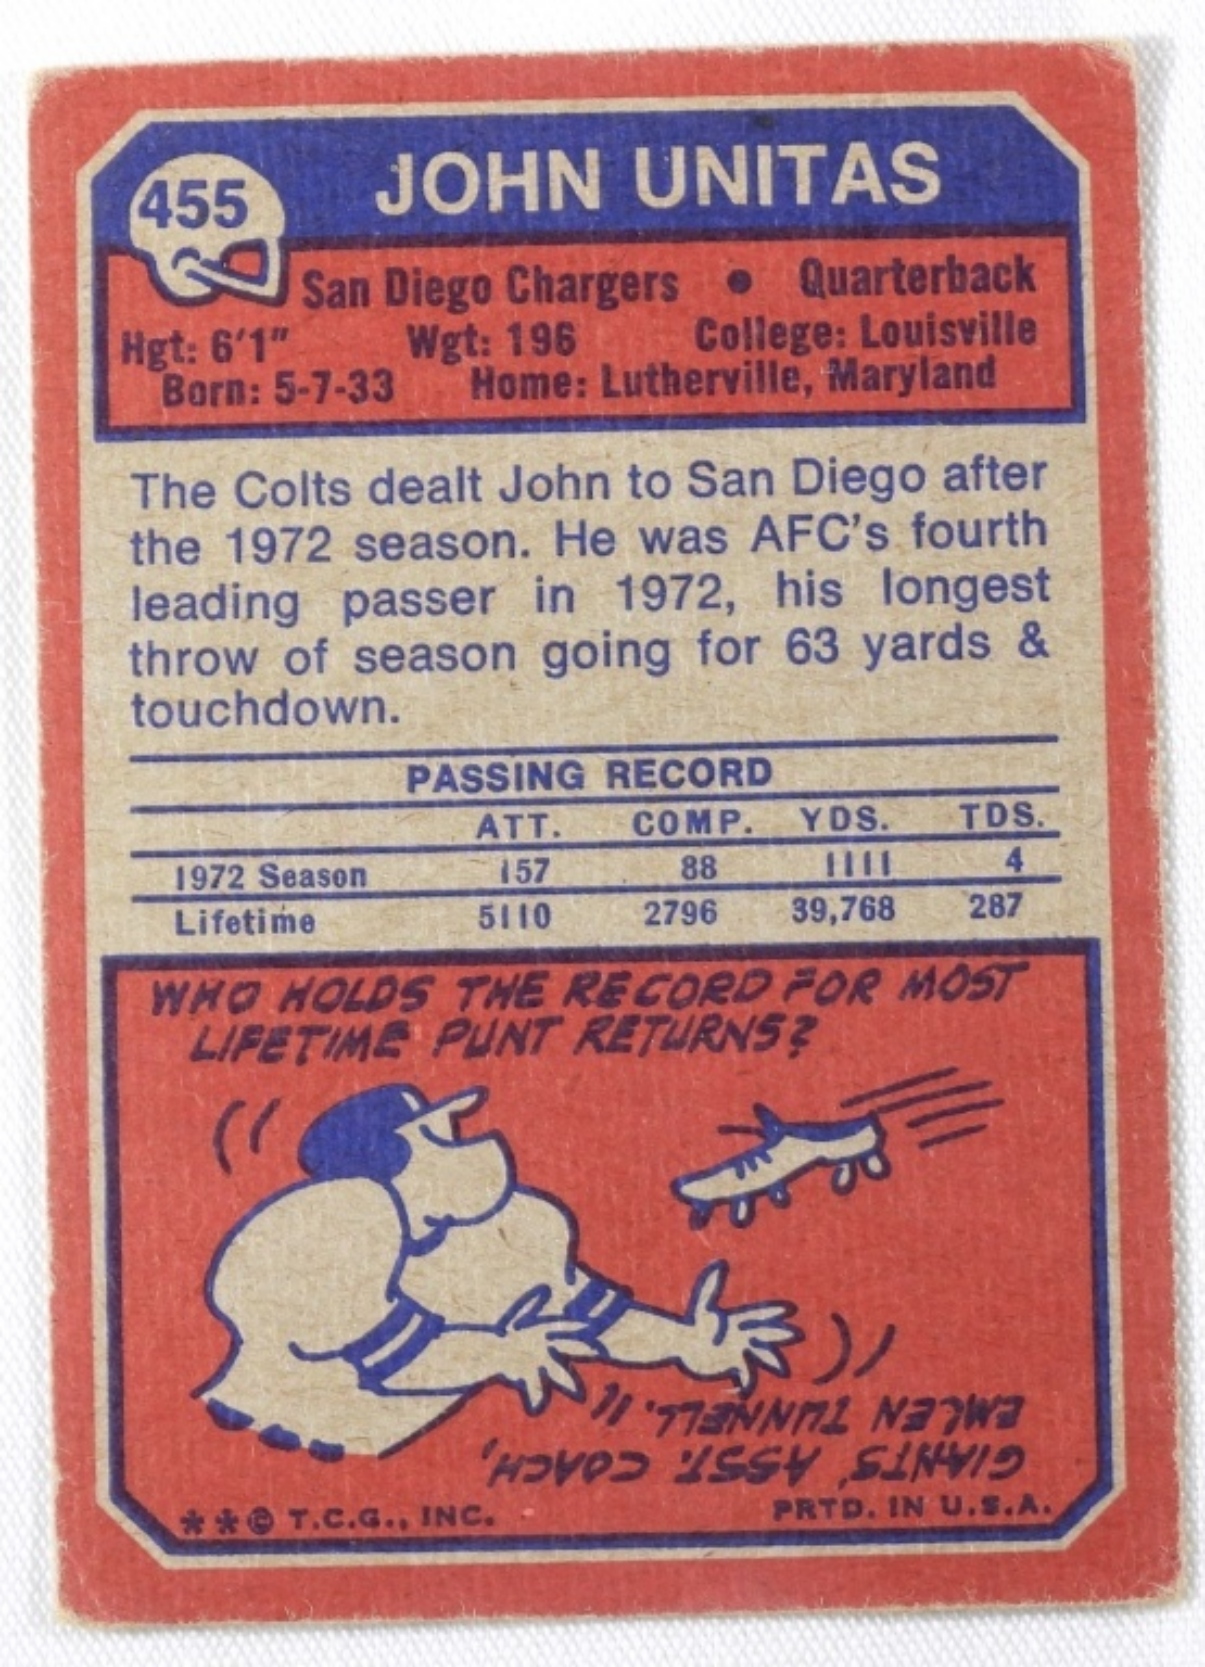 455
JOHN UNITAS
San Diego Chargers • Quarterback
Hgt: 6'1" Wgt: 196 College: Louisville
Born: 5-7-33 Home: Lutherville, Maryland
The Colts dealt John to San Diego after
the 1972 season. He was AFC's fourth
leading passer in 1972, his longest
throw of season going for 63 yards &
touchdown.
PASSING RECORD
ATT. COMP. YDS. TDS.
1972 Season 157 88 1111 4
Lifetime 5110 2796 39,768 287
WHO HOLDS THE RECORD FOR MOST
LIFETIME PUNT RETURNS?
GIANTS' ASST. COACH,
EMLEN TUNNELL. 11
**© T.C.G., INC. PRTD. IN U.S.A.